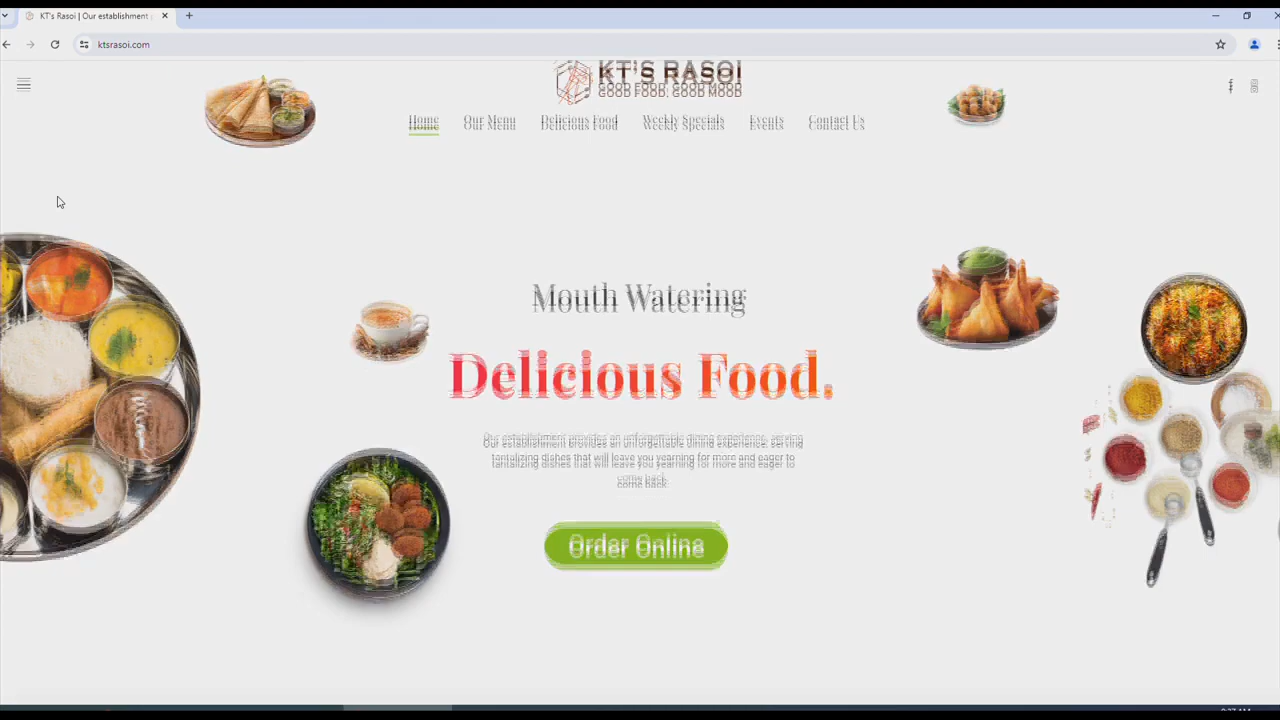 KT's Rasoi | Our establishment
ktsrasoi.com
KT'S RASOI
GOOD FOOD, GOOD MOOD
Home Our Menu Delicious Food Weekly Specials Events Contact Us
Mouth Watering
Delicious Food.
Our establishment provides an unforgettable dining experience, serving
tantalizing dishes that will leave you yearning for more and eager to
come back.
Order Online